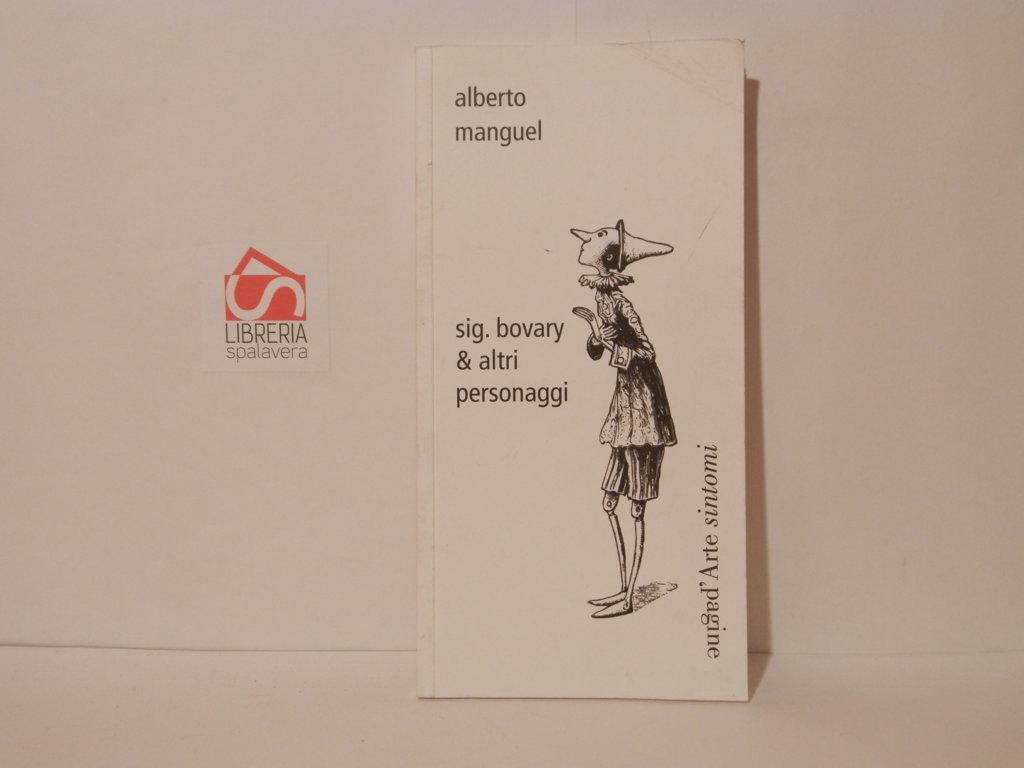 alberto
manguel
sig. bovary
& altri
personaggi
pagine d'Arte sintomi
LIBRERIA
spalavera